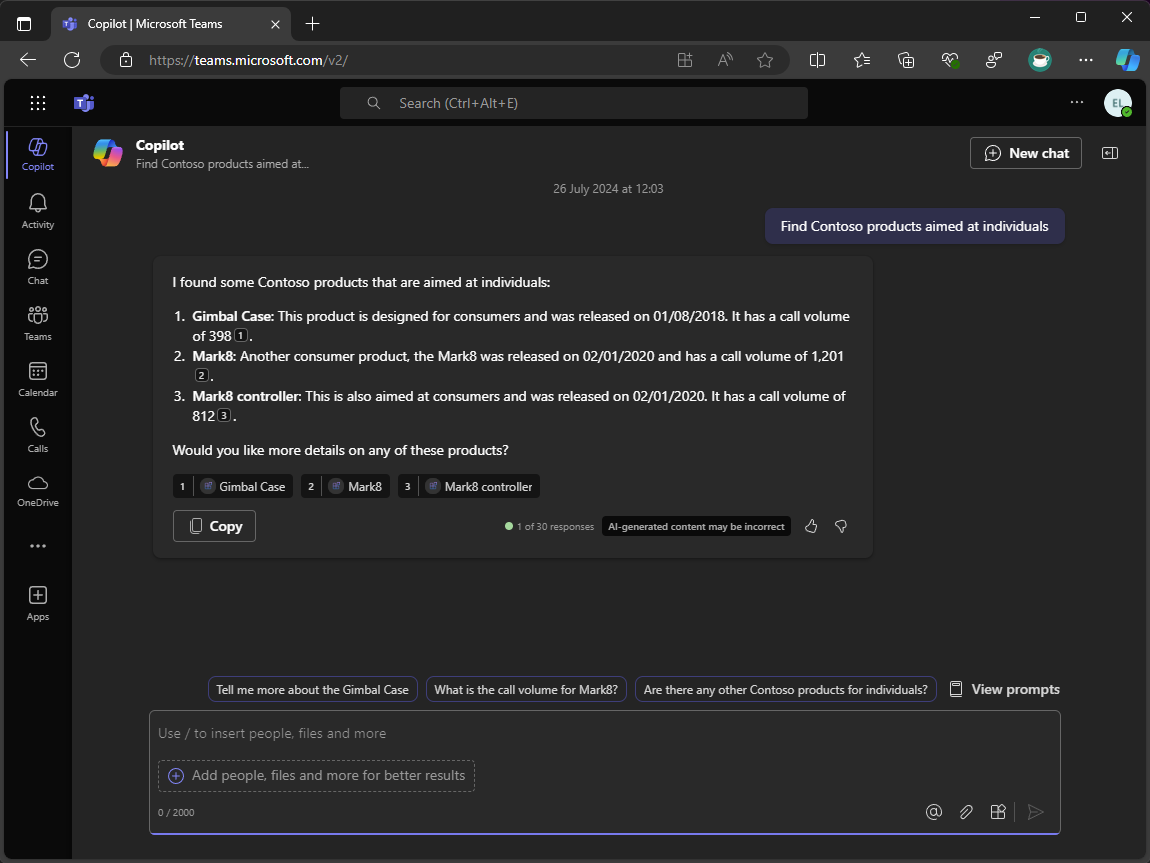 Copilot | Microsoft Teams
https://teams.microsoft.com/v2/
Search (Ctrl+Alt+E)
EL
Copilot
Activity
Chat
Teams
Calendar
Calls
OneDrive
Apps
Copilot
Find Contoso products aimed at...
New chat
26 July 2024 at 12:03
Find Contoso products aimed at individuals
I found some Contoso products that are aimed at individuals:
1. Gimbal Case: This product is designed for consumers and was released on 01/08/2018. It has a call volume
of 398 1 .
2. Mark8: Another consumer product, the Mark8 was released on 02/01/2020 and has a call volume of 1,201
2 .
3. Mark8 controller: This is also aimed at consumers and was released on 02/01/2020. It has a call volume of
812 3 .
Would you like more details on any of these products?
1 Gimbal Case 2 Mark8 3 Mark8 controller
Copy
1 of 30 responses AI-generated content may be incorrect
Tell me more about the Gimbal Case What is the call volume for Mark8? Are there any other Contoso products for individuals? View prompts
Use / to insert people, files and more
Add people, files and more for better results
0 / 2000